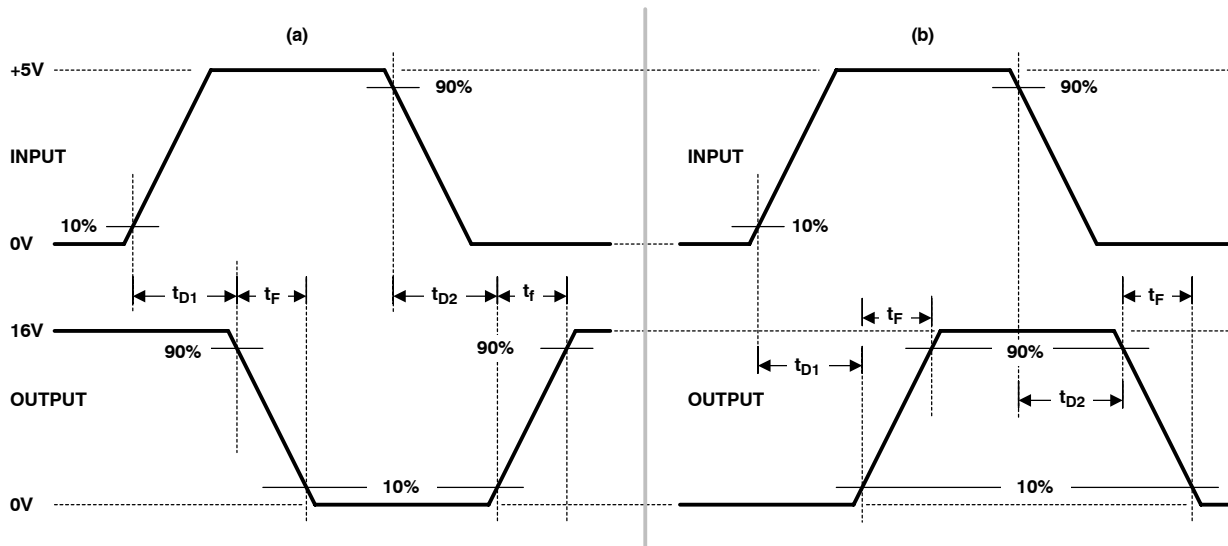 (a)
(b)
+5V
90%
90%
INPUT
INPUT
10%
10%
0V
tD1
tF
tD2
tf
tF
tF
16V
90%
90%
90%
tD1
tD2
OUTPUT
OUTPUT
10%
10%
0V